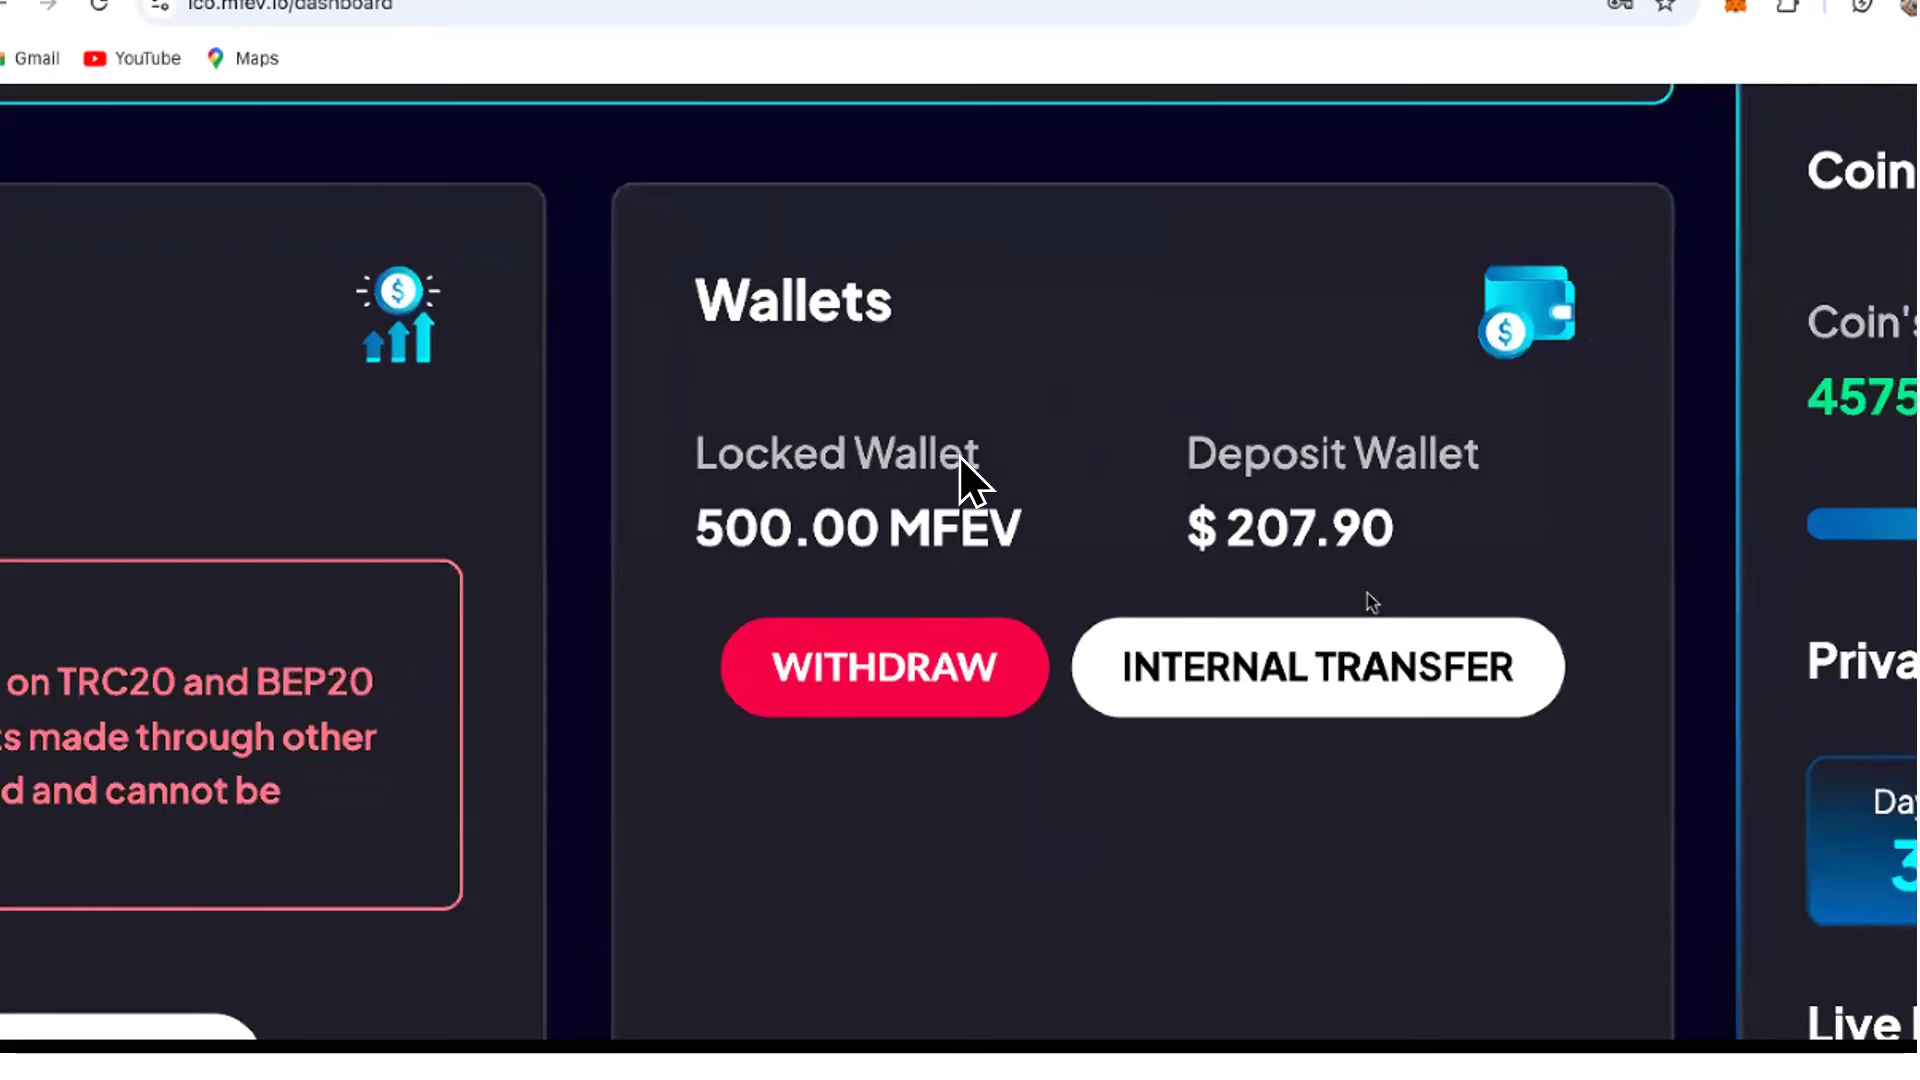 ico.mfev.io/dashboard
Gmail YouTube Maps
Wallets
Locked Wallet Deposit Wallet
500.00 MFEV $ 207.90
WITHDRAW INTERNAL TRANSFER
on TRC20 and BEP20
made through other
and cannot be
Coin
Coin's
4575
Live